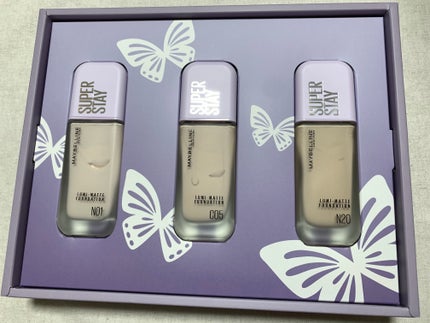 SUPER
STAY
MAYBELLINE
LUMI-MATTE
FOUNDATION
N01
SUPER
STAY
MAYBELLINE
LUMI-MATTE
FOUNDATION
C05
SUPER
STAY
MAYBELLINE
LUMI-MATTE
FOUNDATION
N20